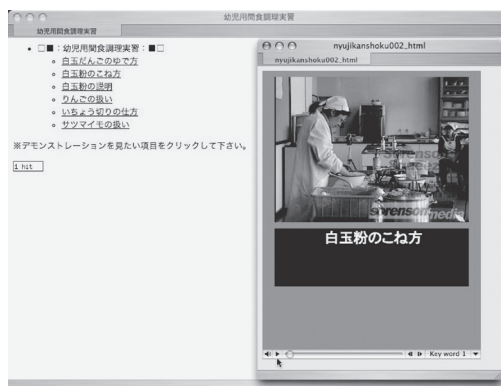 幼児用間食調理実習
幼児用間食調理実習
□■：幼児用間食調理実習：■□
白玉だんごのゆで方
白玉粉のこね方
白玉粉の説明
りんごの扱い
いちょう切りの仕方
サツマイモの扱い
※デモンストレーションを見たい項目をクリックして下さい。
1 hit
nyujikanshoku002_html
nyujikanshoku002_html
sorenson
sorensonmedia
白玉粉のこね方
Key word 1